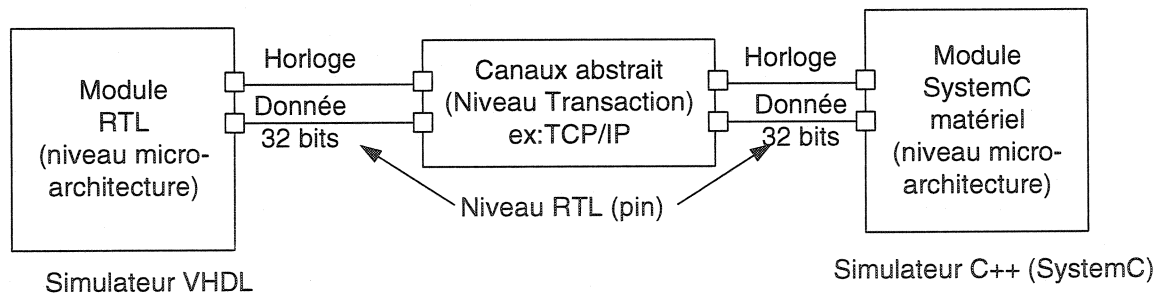 Module
RTL
(niveau micro-
architecture)
Simulateur VHDL
Horloge
Donnée
32 bits
Canaux abstrait
(Niveau Transaction)
ex:TCP/IP
Niveau RTL (pin)
Horloge
Donnée
32 bits
Module
SystemC
matériel
(niveau micro-
architecture)
Simulateur C++ (SystemC)